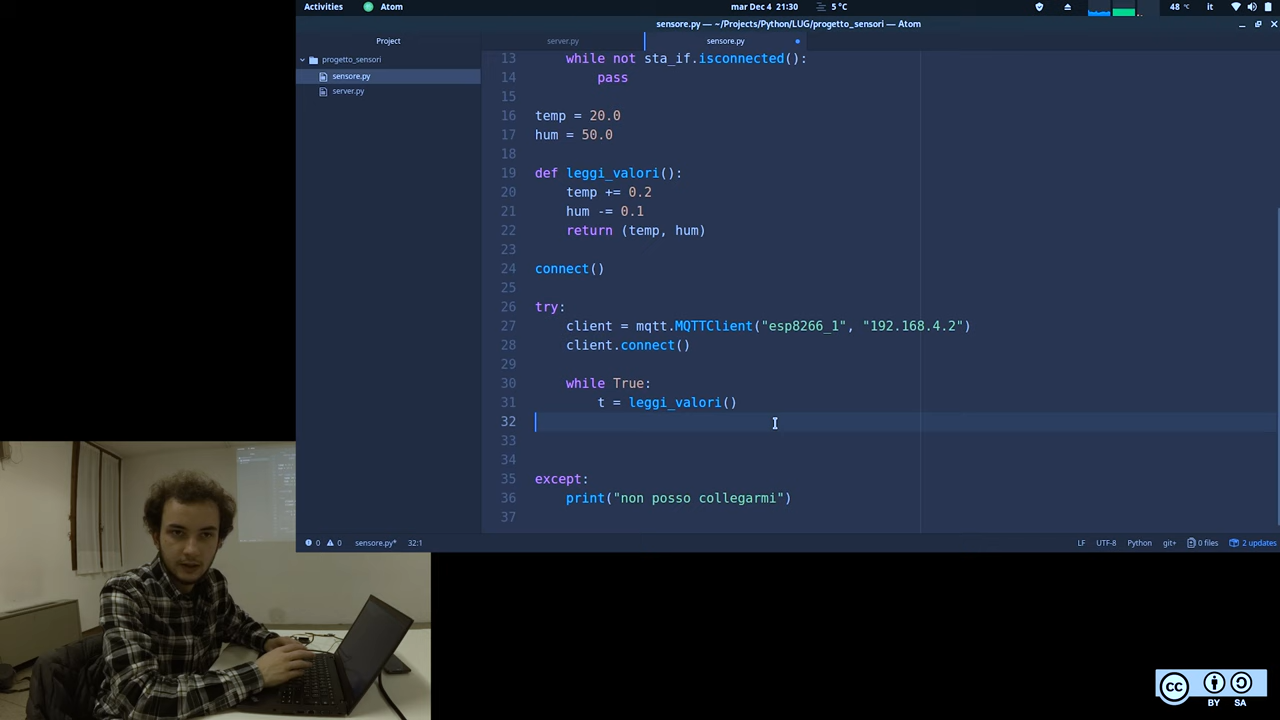 Activities Atom mar Dec 4 21:30 5 °C 48 °C it
sensore.py — ~/Projects/Python/LUG/progetto_sensori — Atom
Project server.py sensore.py
progetto_sensori
sensore.py
server.py
13 while not sta_if.isconnected():
14 pass
15
16 temp = 20.0
17 hum = 50.0
18
19 def leggi_valori():
20 temp += 0.2
21 hum -= 0.1
22 return (temp, hum)
23
24 connect()
25
26 try:
27 client = mqtt.MQTTClient("esp8266_1", "192.168.4.2")
28 client.connect()
29
30 while True:
31 t = leggi_valori()
32
33
34
35 except:
36 print("non posso collegarmi")
37
0 0 sensore.py* 32:1 LF UTF-8 Python git+ 0 files 2 updates
cc BY SA